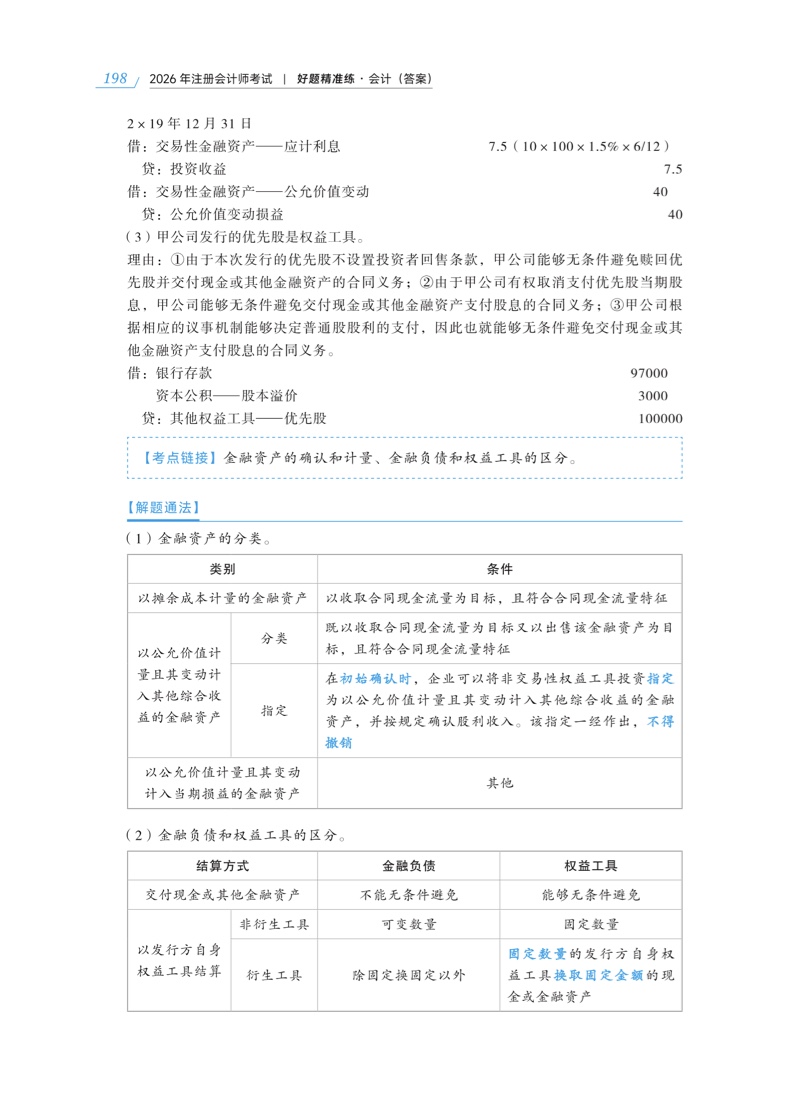 198 2026 年注册会计师考试 | 好题精准练·会计（答案）
2×19 年 12 月 31 日
借：交易性金融资产——应计利息 7.5（10×100×1.5%×6/12）
贷：投资收益 7.5
借：交易性金融资产——公允价值变动 40
贷：公允价值变动损益 40
（3）甲公司发行的优先股是权益工具。
理由：①由于本次发行的优先股不设置投资者回售条款，甲公司能够无条件避免赎回优
先股并交付现金或其他金融资产的合同义务；②由于甲公司有权取消支付优先股当期股
息，甲公司能够无条件避免交付现金或其他金融资产支付股息的合同义务；③甲公司根
据相应的议事机制能够决定普通股股利的支付，因此也就能够无条件避免交付现金或其
他金融资产支付股息的合同义务。
借：银行存款 97000
资本公积——股本溢价 3000
贷：其他权益工具——优先股 100000
【考点链接】金融资产的确认和计量、金融负债和权益工具的区分。
【解题通法】
（1）金融资产的分类。
类别 条件
以摊余成本计量的金融资产 以收取合同现金流量为目标，且符合合同现金流量特征
以公允价值计
量且其变动计
入其他综合收
益的金融资产
分类
既以收取合同现金流量为目标又以出售该金融资产为目
标，且符合合同现金流量特征
指定
在初始确认时，企业可以将非交易性权益工具投资指定
为以公允价值计量且其变动计入其他综合收益的金融
资产，并按规定确认股利收入。该指定一经作出，不得
撤销
以公允价值计量且其变动
计入当期损益的金融资产
其他
（2）金融负债和权益工具的区分。
结算方式 金融负债 权益工具
交付现金或其他金融资产 不能无条件避免 能够无条件避免
以发行方自身
权益工具结算
非衍生工具 可变数量 固定数量
衍生工具 除固定换固定以外
固定数量的发行方自身权
益工具换取固定金额的现
金或金融资产